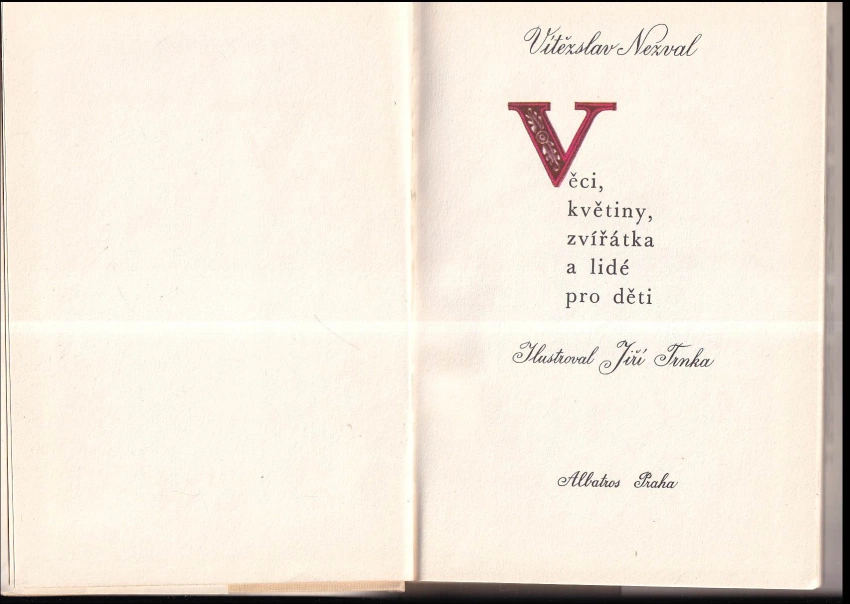 Vítězslav Nezval
Věci,
květiny,
zvířátka
a lidé
pro děti
Ilustroval Jiří Trnka
Albatros Praha